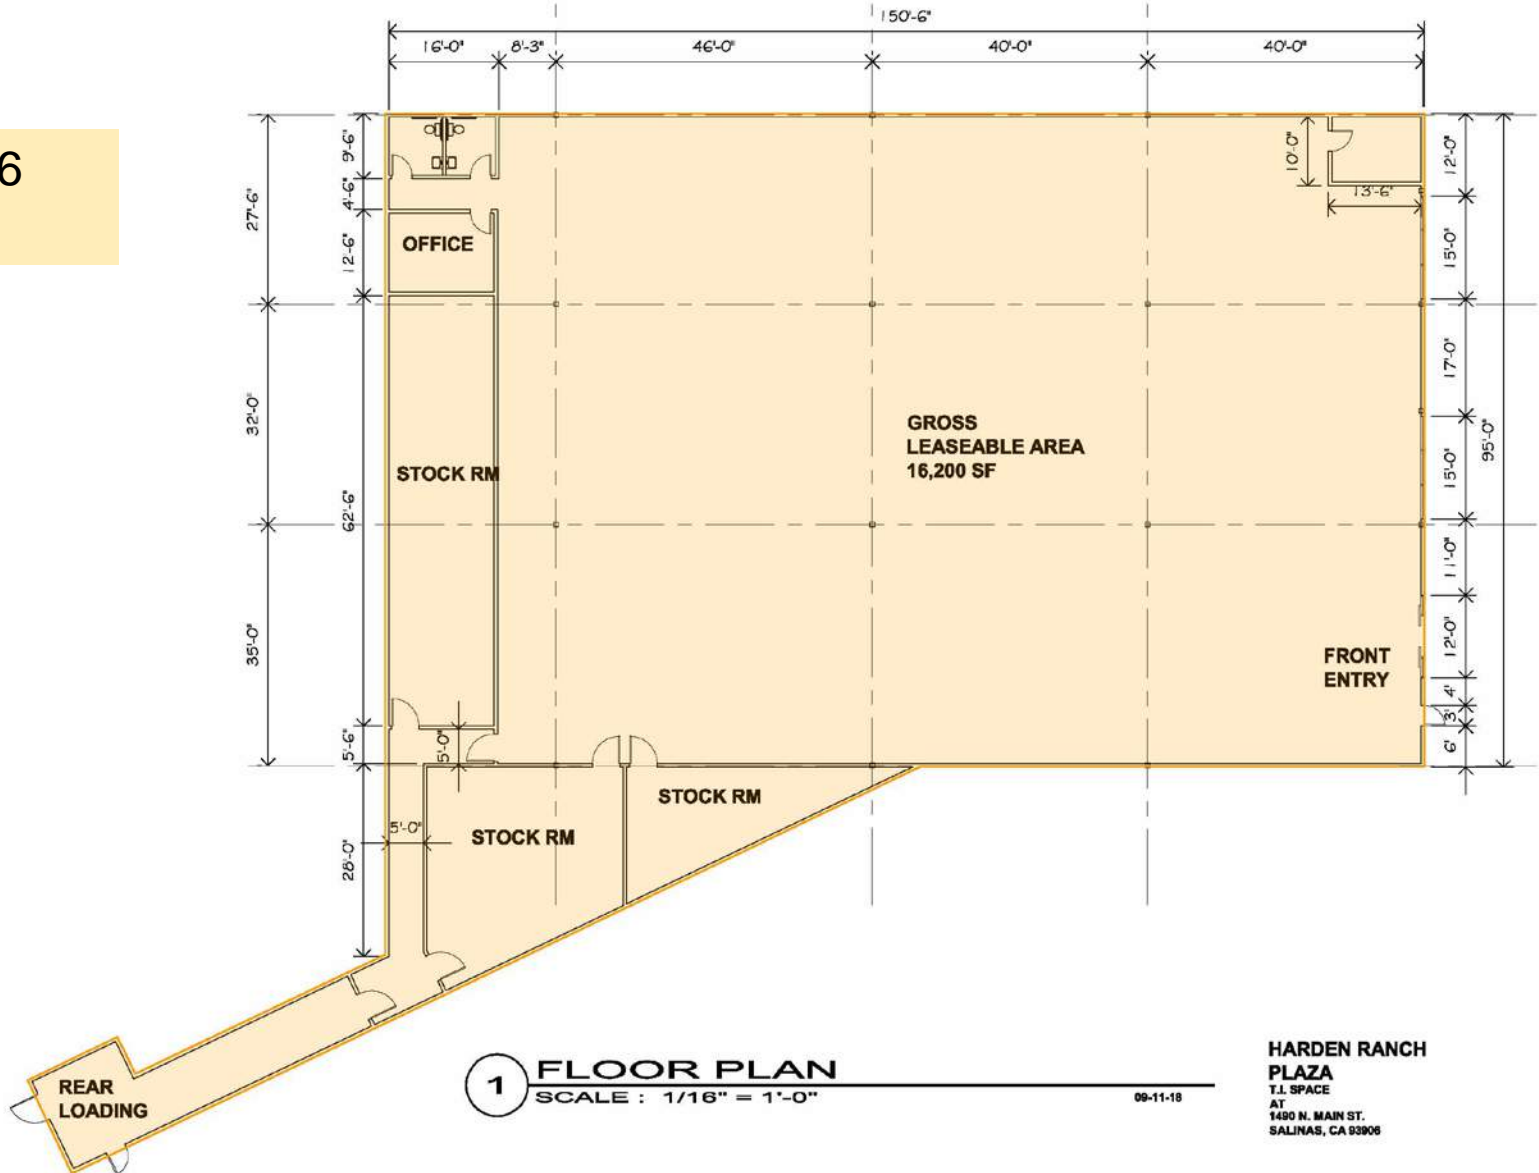 150'-6"
16'-0"
8'-3"
46'-0"
40'-0"
40'-0"
6
9'-6"
4'-6"
12'-6"
62'-6"
5'-6"
28'-0"
27'-6"
32'-0"
35'-0"
10'-0"
13'-6"
12'-0"
15'-0"
17'-0"
15'-0"
11'-0"
12'-0"
4'
3'
6'
95'-0"
OFFICE
STOCK RM
GROSS
LEASEABLE AREA
16,200 SF
FRONT
ENTRY
5'-0"
5'-0"
STOCK RM
STOCK RM
REAR
LOADING
1
FLOOR PLAN
SCALE : 1/16" = 1'-0"
09-11-18
HARDEN RANCH
PLAZA
T.I. SPACE
AT
1490 N. MAIN ST.
SALINAS, CA 93906